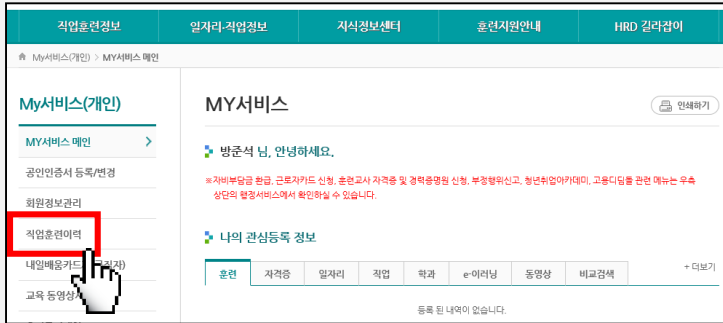 직업훈련정보 일자리·직업정보 지식정보센터 훈련지원안내 HRD 길라잡이
My서비스(개인) > MY서비스 메인
My서비스(개인)
MY서비스 메인
공인인증서 등록/변경
회원정보관리
직업훈련이력
내일배움카드
교육 동영상
MY서비스
인쇄하기
방준석 님, 안녕하세요.
※자비부담금 환급, 근로자카드 신청, 훈련교사 자격증 및 경력증명원 신청, 부정행위신고, 청년취업아카데미, 고용디딤돌 관련 메뉴는 우측
상단의 행정서비스에서 확인하실 수 있습니다.
나의 관심등록 정보
훈련 자격증 일자리 직업 학과 e-이러닝 동영상 비교검색 + 더보기
등록 된 내역이 없습니다.